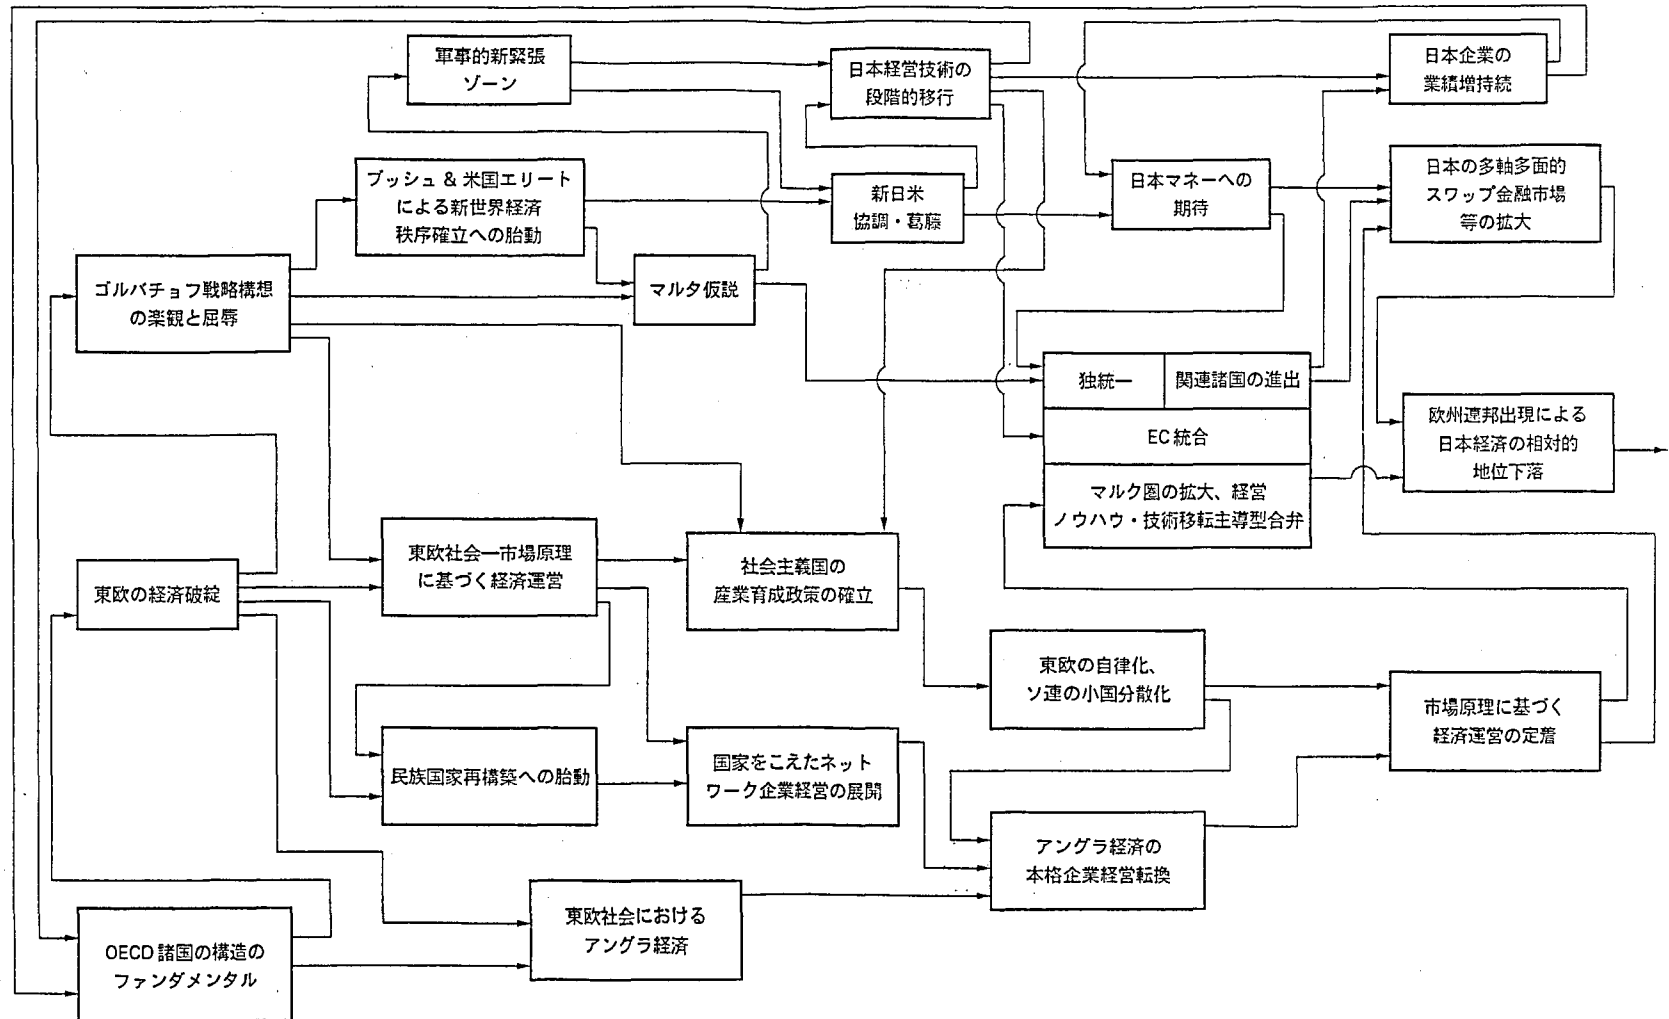 軍事的新緊張
ゾーン
日本経営技術の
段階的移行
日本企業の
業績増持続
ブッシュ & 米国エリート
による新世界経済
秩序確立への胎動
新日米
協調・葛藤
日本マネーへの
期待
日本の多軸多面的
スワップ金融市場
等の拡大
ゴルバチョフ戦略構想
の楽観と屈辱
マルタ仮説
独統一
関連諸国の進出
EC 統合
マルク圏の拡大、経営
ノウハウ・技術移転主導型合弁
欧州連邦出現による
日本経済の相対的
地位下落
東欧の経済破綻
東欧社会―市場原理
に基づく経済運営
社会主義国の
産業育成政策の確立
東欧の自律化、
ソ連の小国分散化
市場原理に基づく
経済運営の定着
民族国家再構築への胎動
国家をこえたネット
ワーク企業経営の展開
アングラ経済の
本格企業経営転換
東欧社会における
アングラ経済
OECD 諸国の構造の
ファンダメンタル